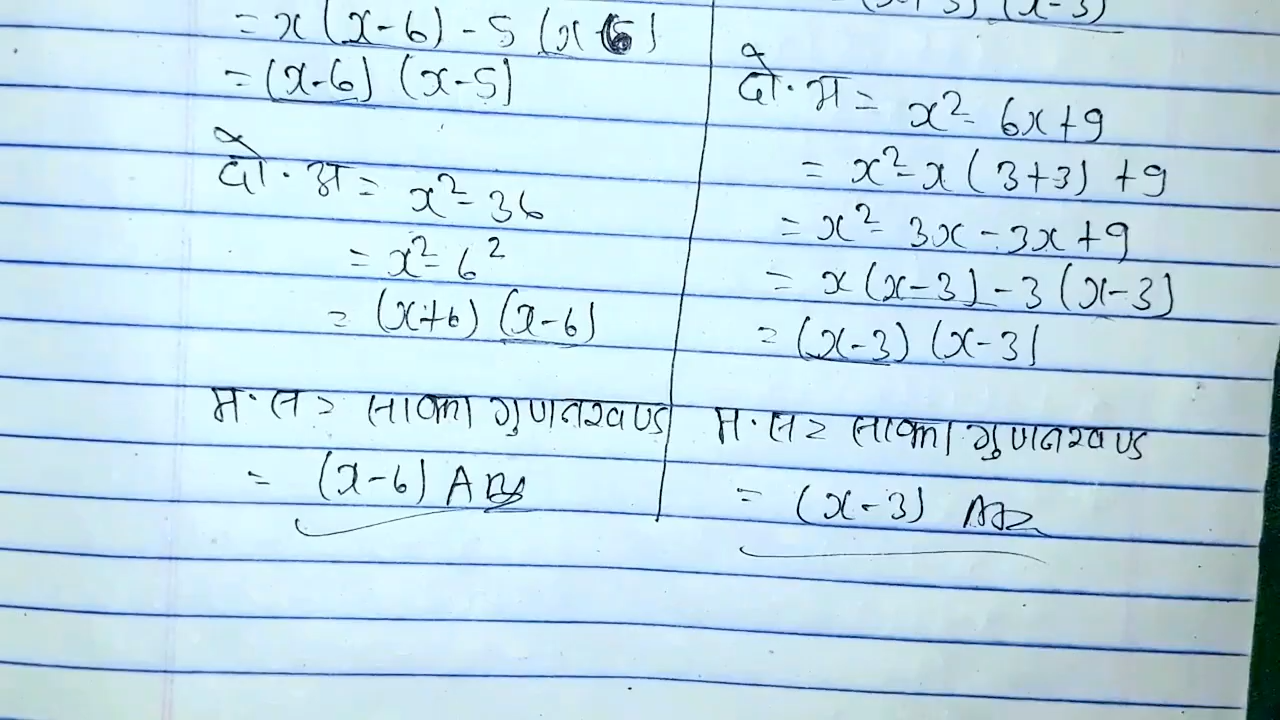 = x (x-6) - 5 (x-6)
= (x-6) (x-5)
दो. अ = x² - 36
= x² - 6²
= (x+6) (x-6)
म. स = साझा गुणनखण्ड
= (x-6) Ans
(x-3)
दो. अ = x² - 6x + 9
= x² - x (3+3) + 9
= x² - 3x - 3x + 9
= x (x-3) - 3 (x-3)
= (x-3) (x-3)
म. स = साझा गुणनखण्ड
= (x-3) Ans